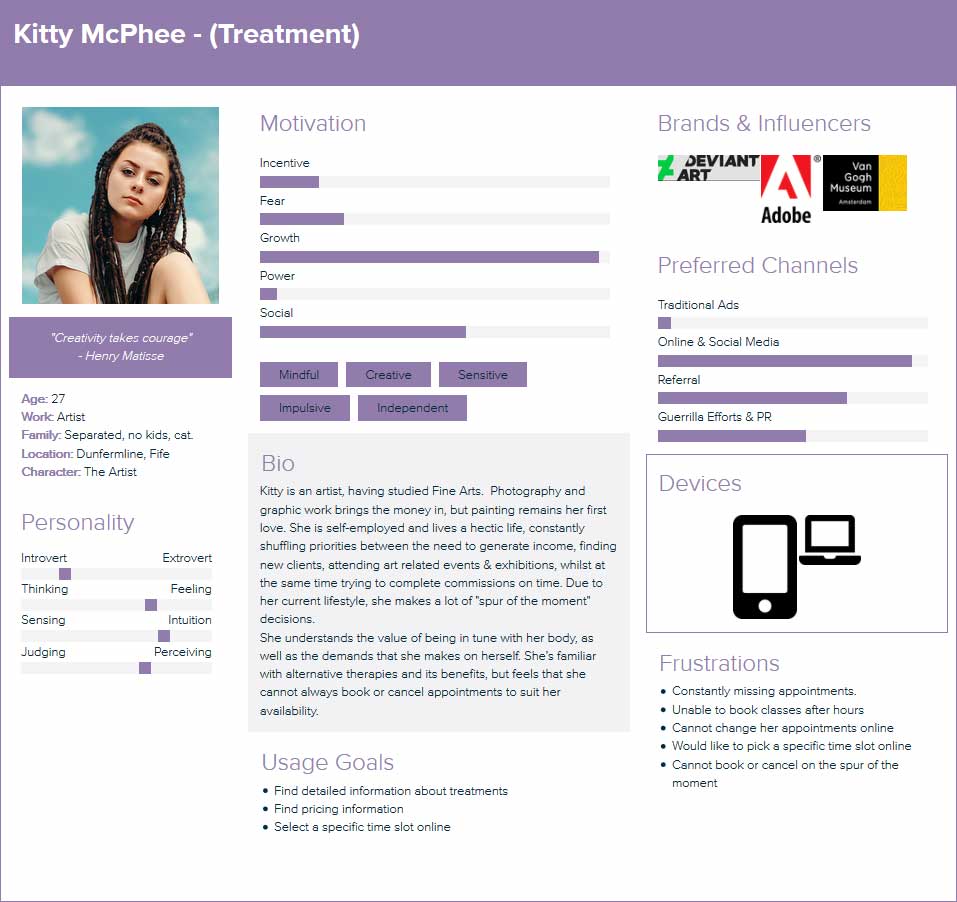 Kitty McPhee - (Treatment)
"Creativity takes courage"
- Henry Matisse
Age: 27
Work: Artist
Family: Separated, no kids, cat.
Location: Dunfermline, Fife
Character: The Artist
Personality
Introvert Extrovert
Thinking Feeling
Sensing Intuition
Judging Perceiving
Motivation
Incentive
Fear
Growth
Power
Social
Mindful Creative Sensitive
Impulsive Independent
Bio
Kitty is an artist, having studied Fine Arts.  Photography and
graphic work brings the money in, but painting remains her first
love. She is self-employed and lives a hectic life, constantly
shuffling priorities between the need to generate income, finding
new clients, attending art related events & exhibitions, whilst at
the same time trying to complete commissions on time. Due to
her current lifestyle, she makes a lot of "spur of the moment"
decisions.
She understands the value of being in tune with her body, as
well as the demands that she makes on herself. She's familiar
with alternative therapies and its benefits, but feels that she
cannot always book or cancel appointments to suit her
availability.
Usage Goals
• Find detailed information about treatments
• Find pricing information
• Select a specific time slot online
Brands & Influencers
DEVIANT
ART
®
Adobe
Van
Gogh
Museum
Amsterdam
Preferred Channels
Traditional Ads
Online & Social Media
Referral
Guerrilla Efforts & PR
Devices
Frustrations
• Constantly missing appointments.
• Unable to book classes after hours
• Cannot change her appointments online
• Would like to pick a specific time slot online
• Cannot book or cancel on the spur of the
moment